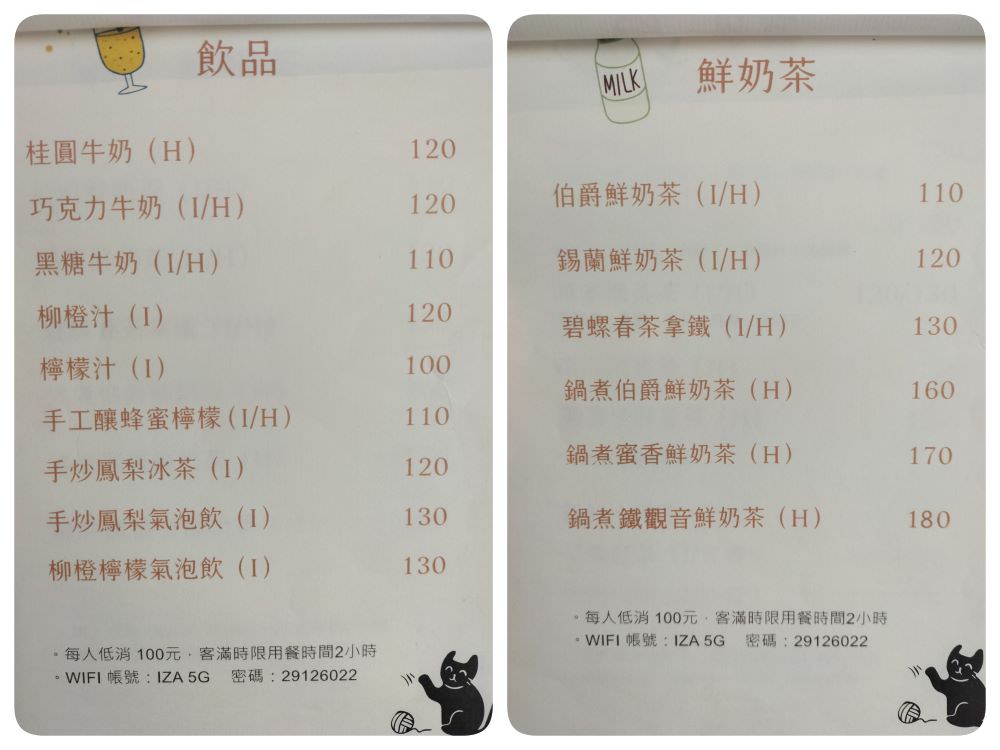 飲品
桂圓牛奶 (H) 120
巧克力牛奶 (I/H) 120
黑糖牛奶 (I/H) 110
柳橙汁 (I) 120
檸檬汁 (I) 100
手工釀蜂蜜檸檬 (I/H) 110
手炒鳳梨冰茶 (I) 120
手炒鳳梨氣泡飲 (I) 130
柳橙檸檬氣泡飲 (I) 130
。每人低消 100元．客滿時限用餐時間2小時
。WIFI 帳號：IZA 5G 密碼：29126022
MILK
鮮奶茶
伯爵鮮奶茶 (I/H) 110
錫蘭鮮奶茶 (I/H) 120
碧螺春茶拿鐵 (I/H) 130
鍋煮伯爵鮮奶茶 (H) 160
鍋煮蜜香鮮奶茶 (H) 170
鍋煮鐵觀音鮮奶茶 (H) 180
。每人低消 100元．客滿時限用餐時間2小時
。WIFI 帳號：IZA 5G 密碼：29126022